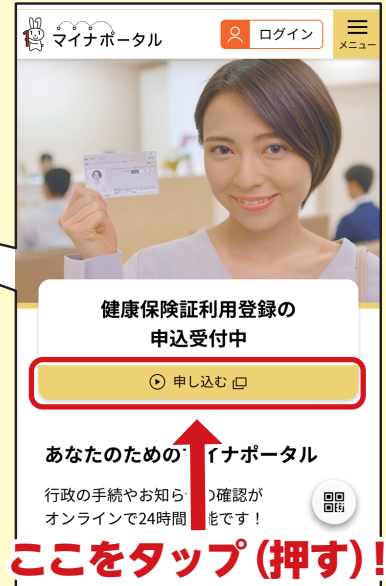 マイナポータル
ログイン
メニュー
健康保険証利用登録の
申込受付中
申し込む
あなたのための
イナポータル
行政の手続やお知ら
の確認が
オンラインで24時間
能です！
ここをタップ（押す）！